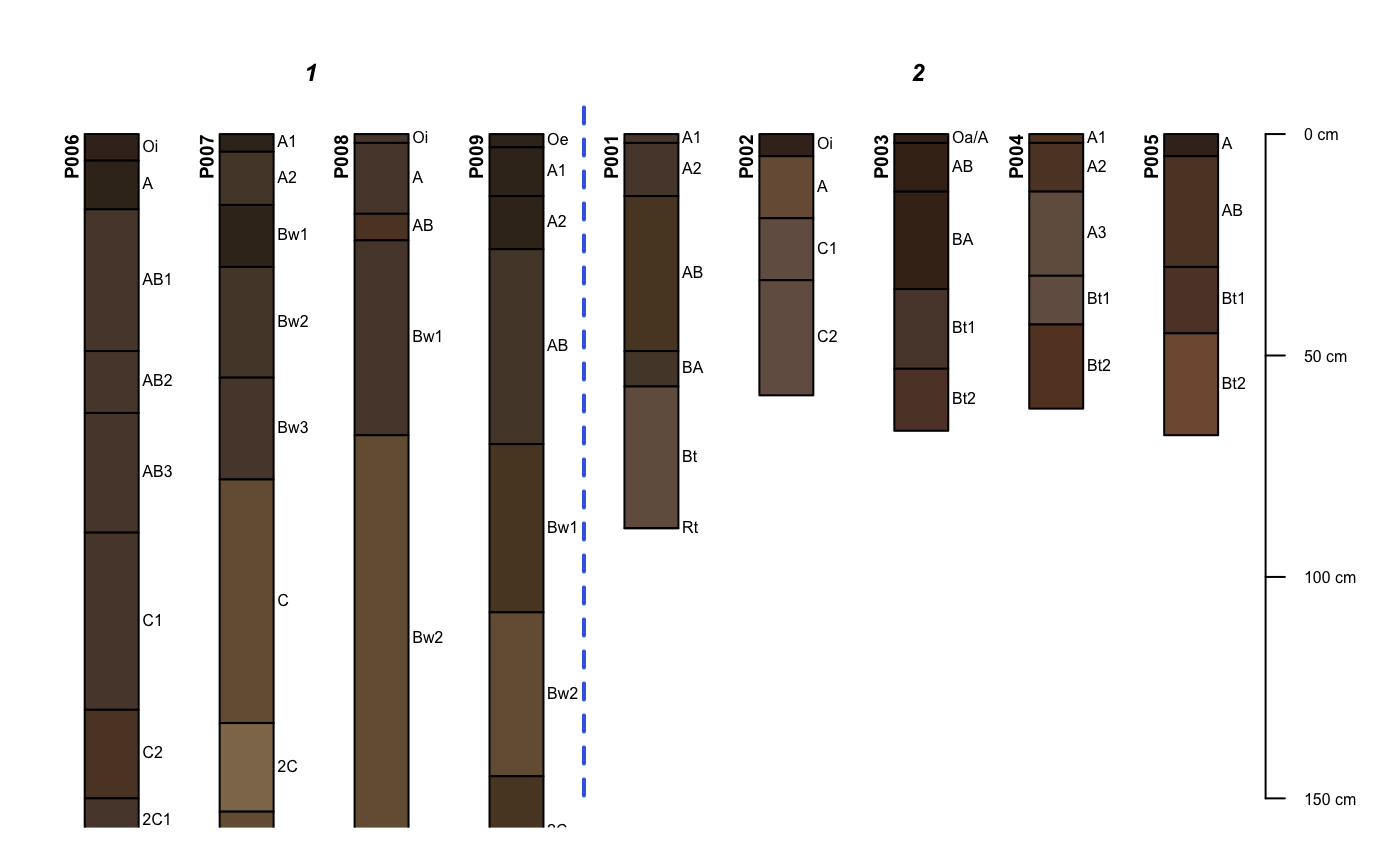 1
2
P006
Oi
A
AB1
AB2
AB3
C1
C2
2C1
P007
A1
A2
Bw1
Bw2
Bw3
C
2C
P008
Oi
A
AB
Bw1
Bw2
P009
Oe
A1
A2
AB
Bw1
Bw2
P001
A1
A2
AB
BA
Bt
Rt
P002
Oi
A
C1
C2
P003
Oa/A
AB
BA
Bt1
Bt2
P004
A1
A2
A3
Bt1
Bt2
P005
A
AB
Bt1
Bt2
0 cm
50 cm
100 cm
150 cm